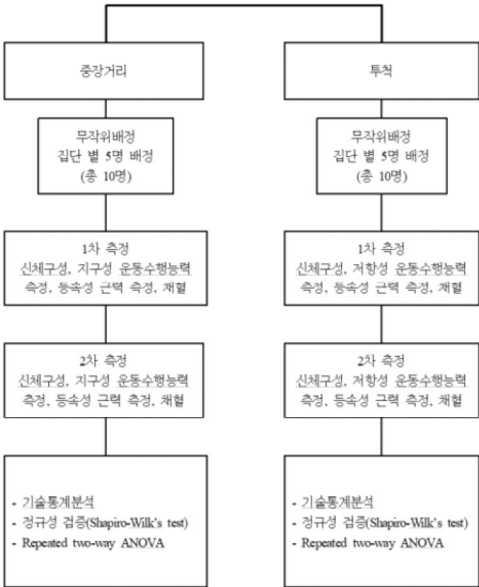 중장거리
무작위배정
집단 별 5명 배정
(총 10명)
1차 측정
신체구성, 지구성 운동수행능력
측정, 등속성 근력 측정, 채혈
2차 측정
신체구성, 지구성 운동수행능력
측정, 등속성 근력 측정, 채혈
- 기술통계분석
- 정규성 검증(Shapiro-Wilk's test)
- Repeated two-way ANOVA
투척
무작위배정
집단 별 5명 배정
(총 10명)
1차 측정
신체구성, 저항성 운동수행능력
측정, 등속성 근력 측정, 채혈
2차 측정
신체구성, 저항성 운동수행능력
측정, 등속성 근력 측정, 채혈
- 기술통계분석
- 정규성 검증(Shapiro-Wilk's test)
- Repeated two-way ANOVA